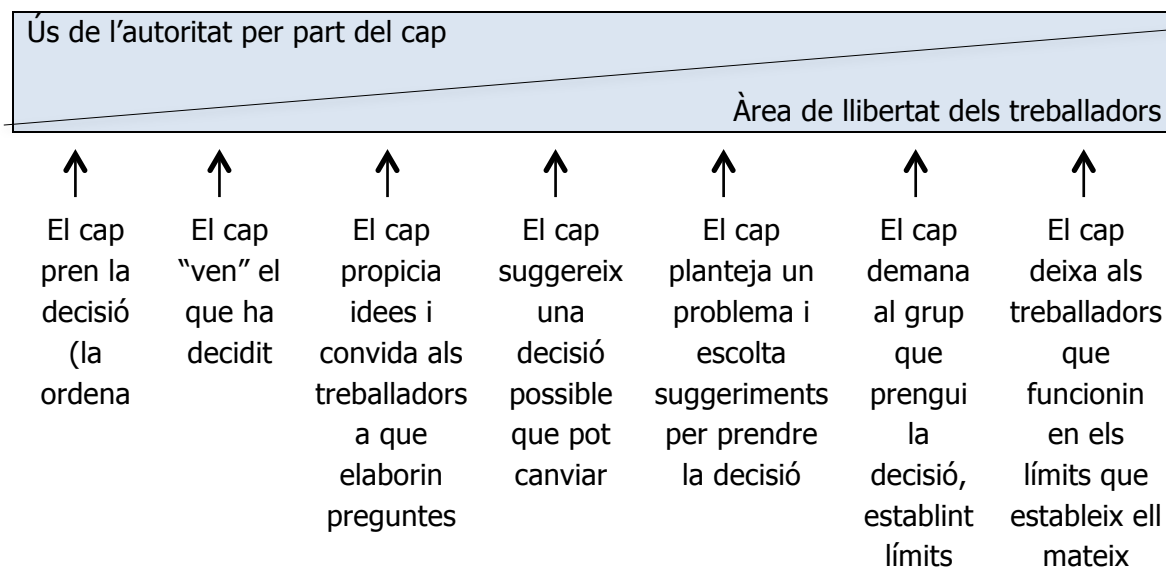 Ús de l’autoritat per part del cap
Àrea de llibertat dels treballadors
El cap
pren la
decisió
(la
ordena
El cap
“ven” el
que ha
decidit
El cap
propicia
idees i
convida als
treballadors
a que
elaborin
preguntes
El cap
suggereix
una
decisió
possible
que pot
canviar
El cap
planteja un
problema i
escolta
suggeriments
per prendre
la decisió
El cap
demana
al grup
que
prengui
la
decisió,
establint
límits
El cap
deixa als
treballadors
que
funcionin
en els
límits que
estableix ell
mateix